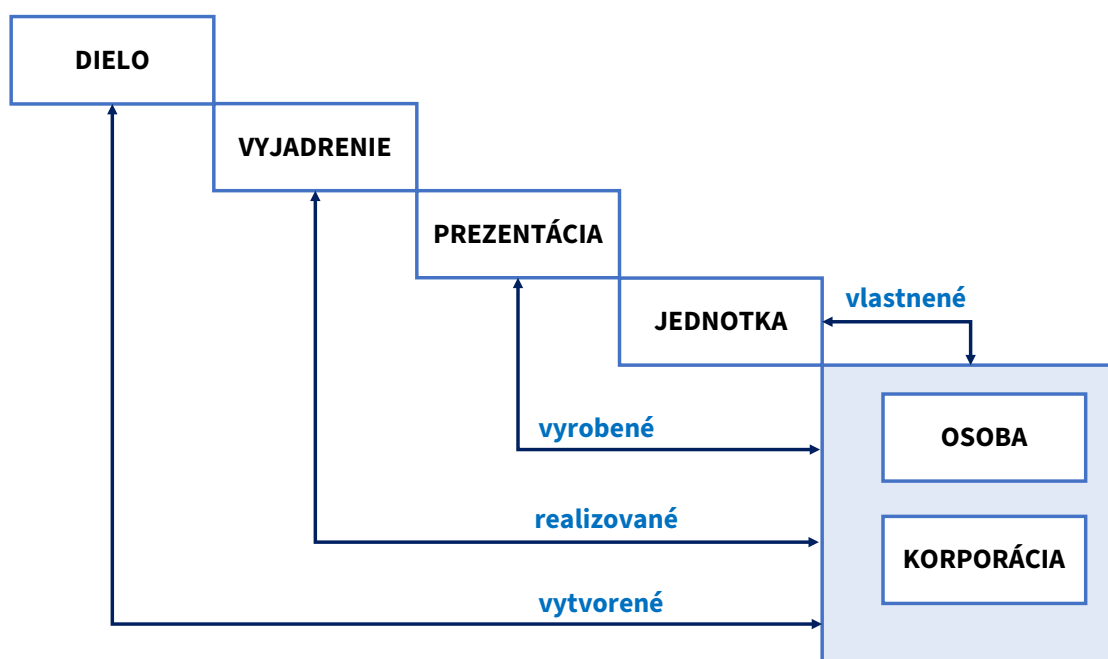 DIELO
VYJADRENIE
PREZENTÁCIA
JEDNOTKA
vlastnené
vyrobené
OSOBA
realizované
KORPORÁCIA
vytvorené